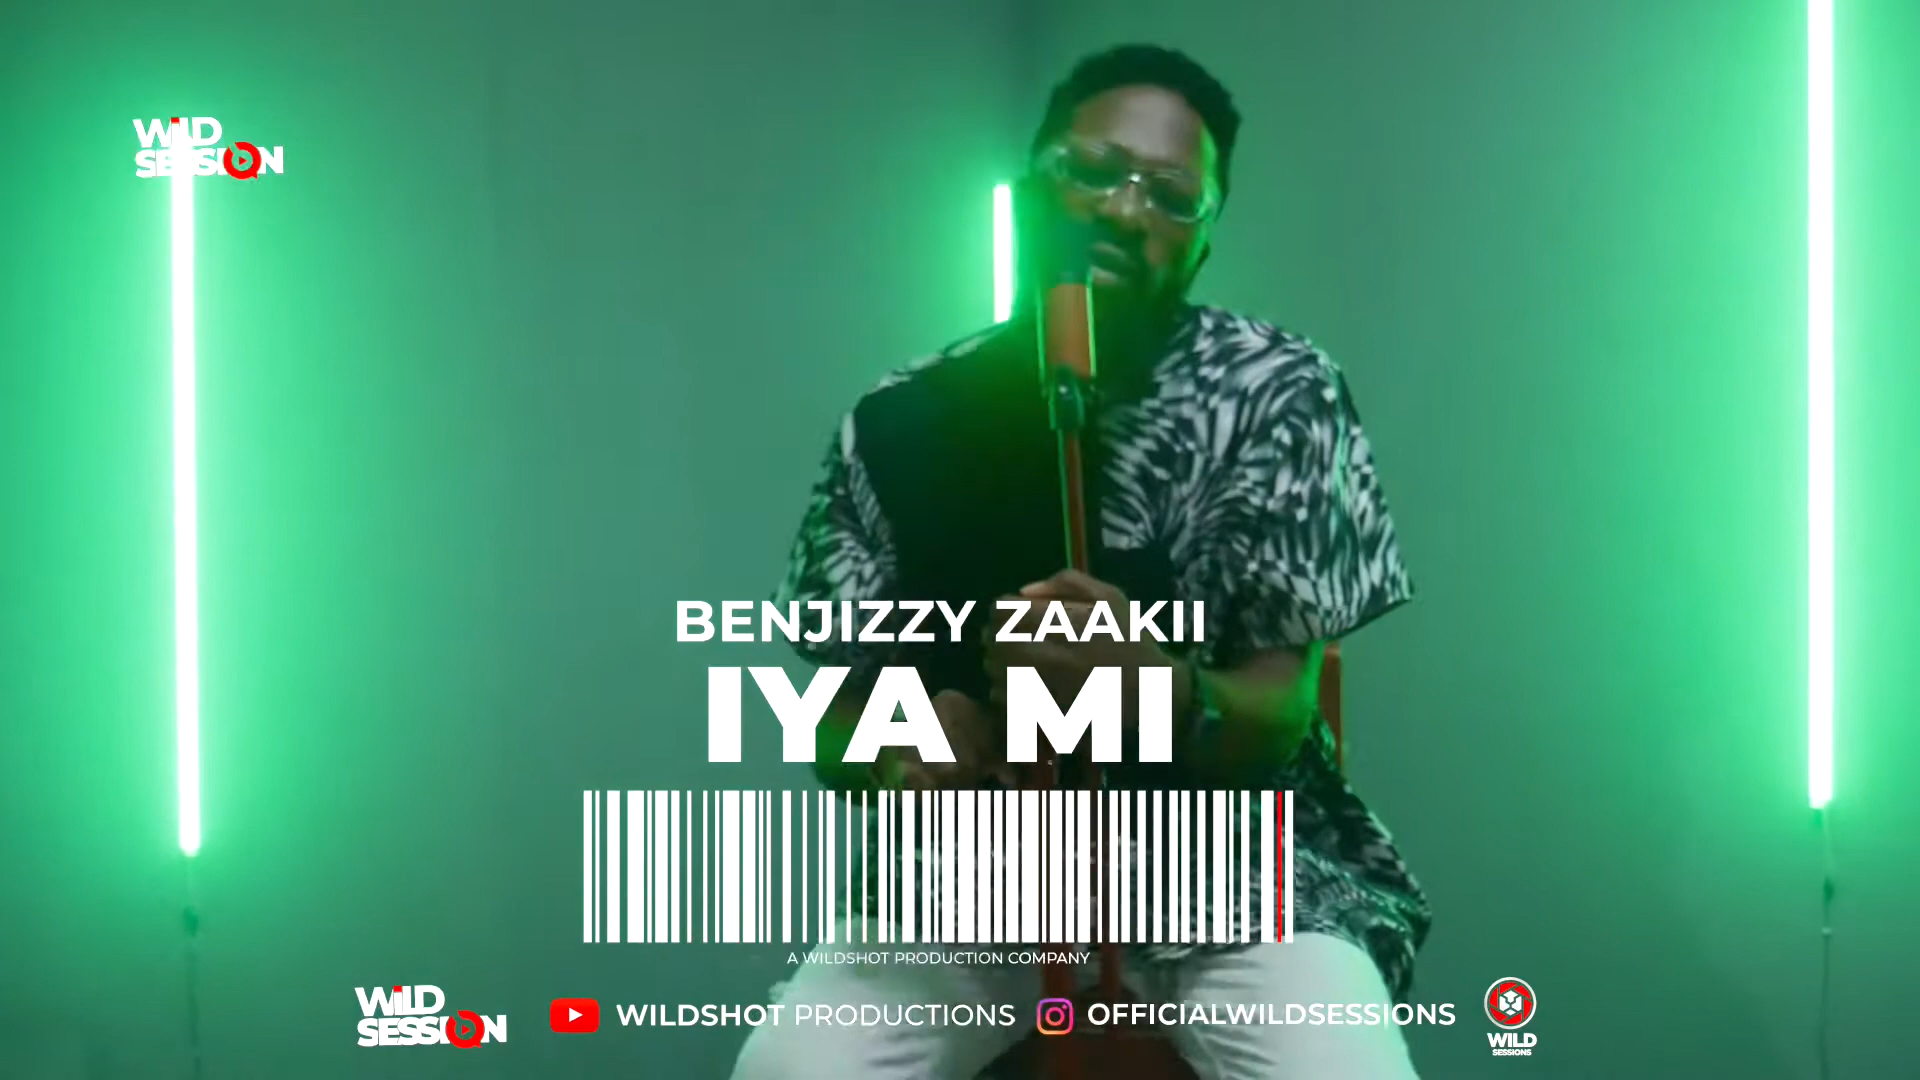 WILD
SESSION
BENJIZZY ZAAKII
IYA MI
A WILDSHOT PRODUCTION COMPANY
WILD
SESSION
WILDSHOT PRODUCTIONS
OFFICIALWILDSESSIONS
WILD
SESSIONS